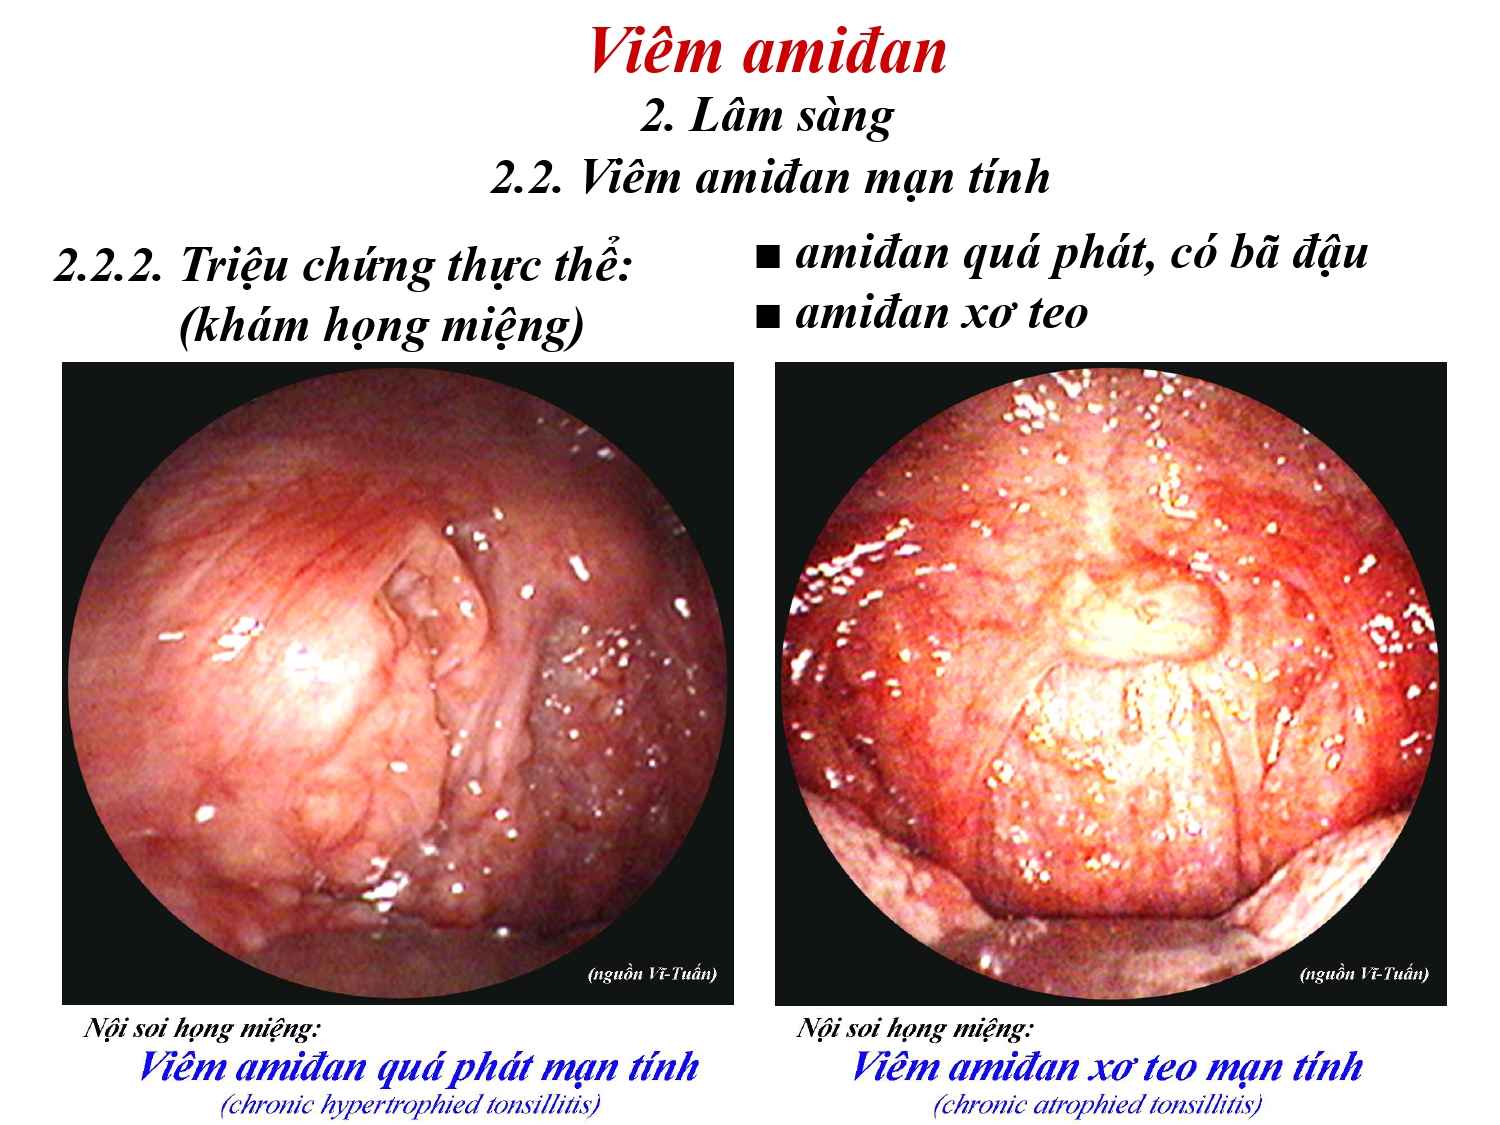 Viêm amiđan
2. Lâm sàng
2.2. Viêm amiđan mạn tính
2.2.2. Triệu chứng thực thể:
(khám họng miệng)
■ amiđan quá phát, có bã đậu
■ amiđan xơ teo
(nguồn Vĩ-Tuấn)
(nguồn Vĩ-Tuấn)
Nội soi họng miệng:
Viêm amiđan quá phát mạn tính
(chronic hypertrophied tonsillitis)
Nội soi họng miệng:
Viêm amiđan xơ teo mạn tính
(chronic atrophied tonsillitis)